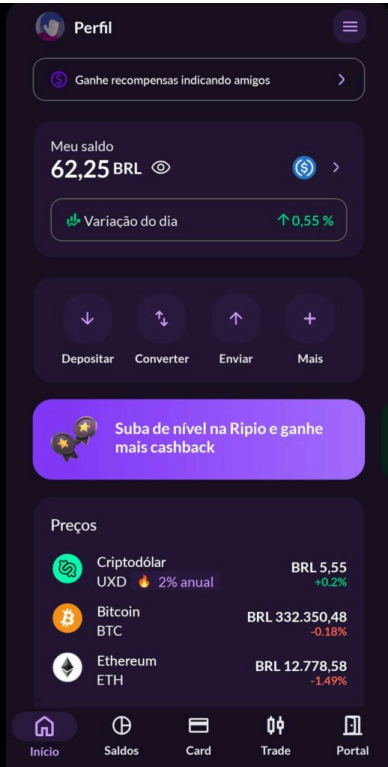 Perfil
Ganhe recompensas indicando amigos
Meu saldo
62,25 BRL
Variação do dia
0,55 %
Depositar
Converter
Enviar
Mais
Suba de nível na Ripio e ganhe
mais cashback
Preços
Criptodólar
BRL 5,55
UXD 🔥 2% anual
+0.2%
Bitcoin
BRL 332.350,48
BTC
-0.18%
Ethereum
BRL 12.778,58
ETH
-1.49%
Início
Saldos
Card
Trade
Portal